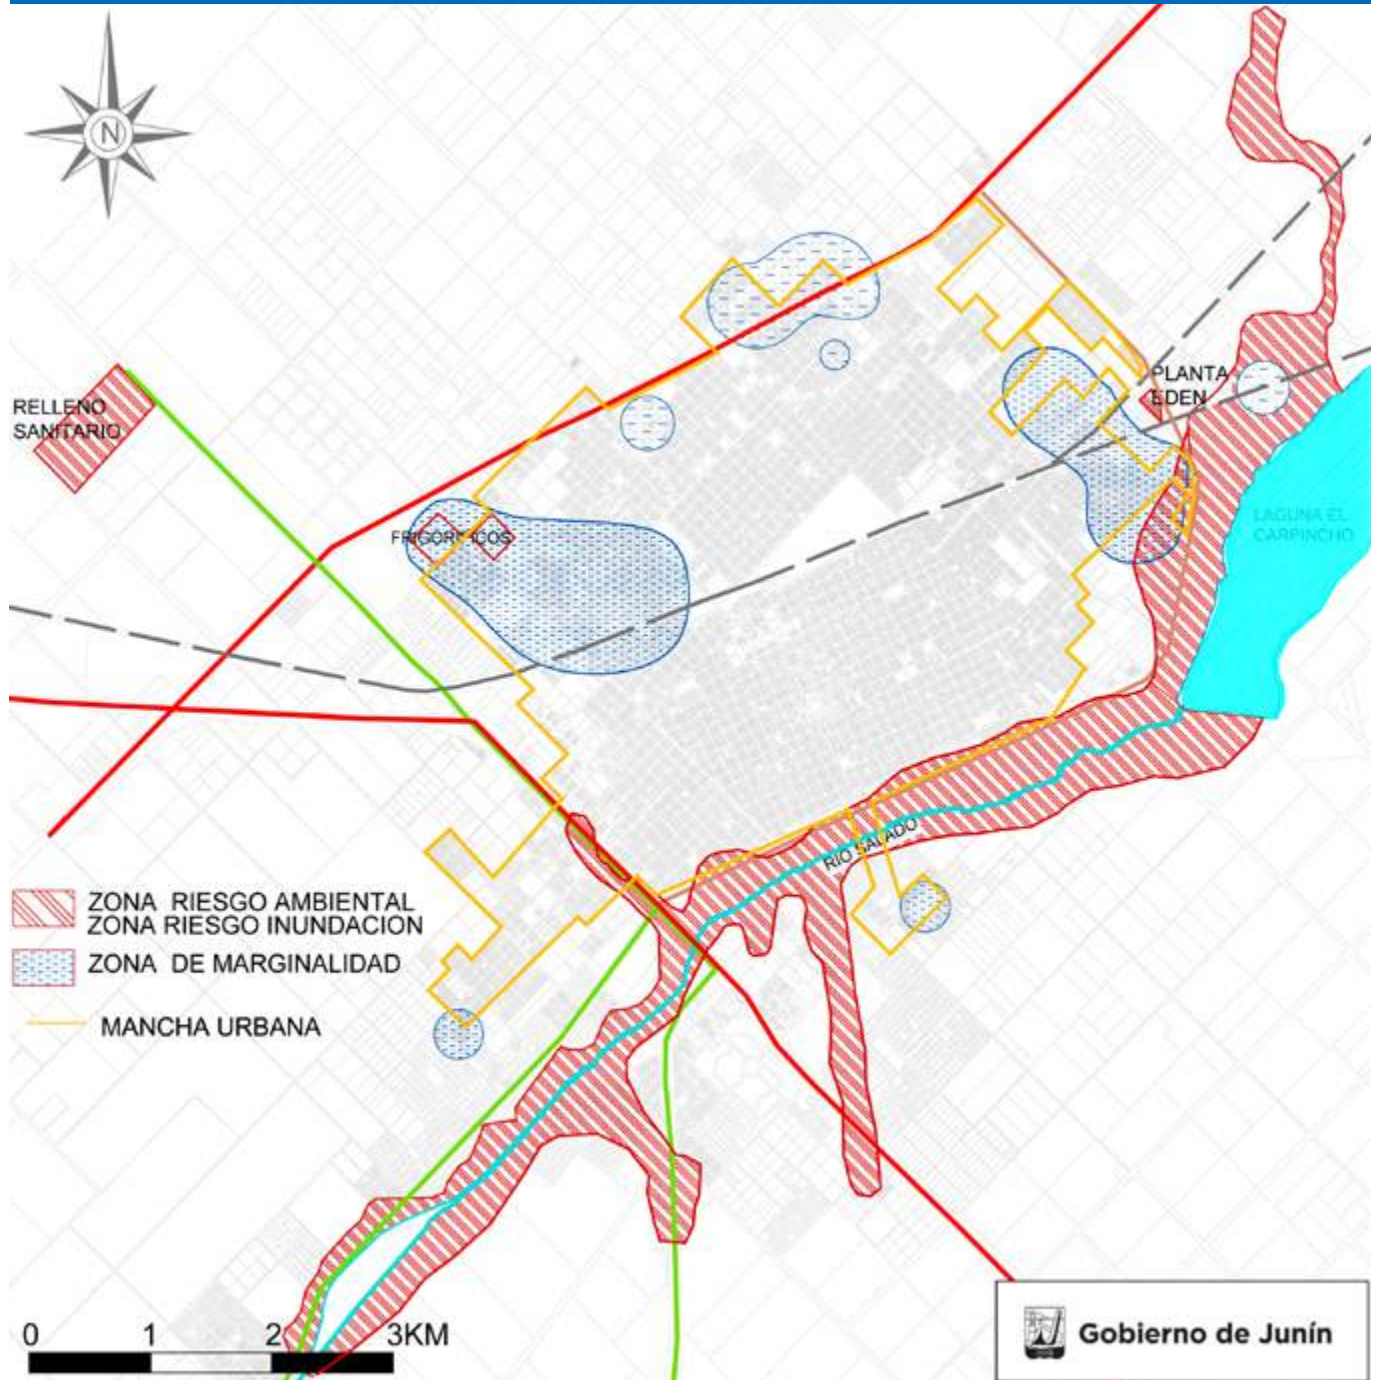 N
PLANTA
EDEN
RELLENO
SANITARIO
LAGUNA EL
CARPINCHO
RIO SALADO
ZONA RIESGO AMBIENTAL
ZONA RIESGO INUNDACION
ZONA DE MARGINALIDAD
MANCHA URBANA
0 1 2 3KM
Gobierno de Junín